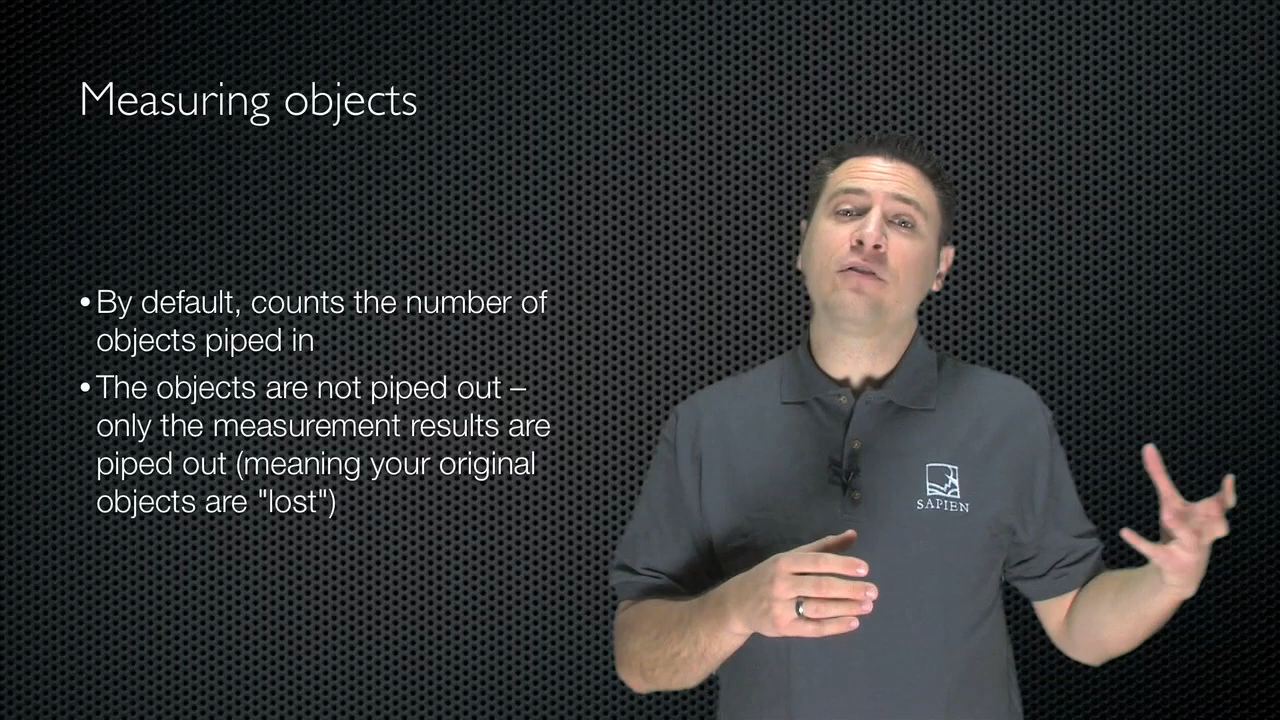 Measuring objects
• By default, counts the number of
objects piped in
• The objects are not piped out –
only the measurement results are
piped out (meaning your original
objects are "lost")
SAPIEN